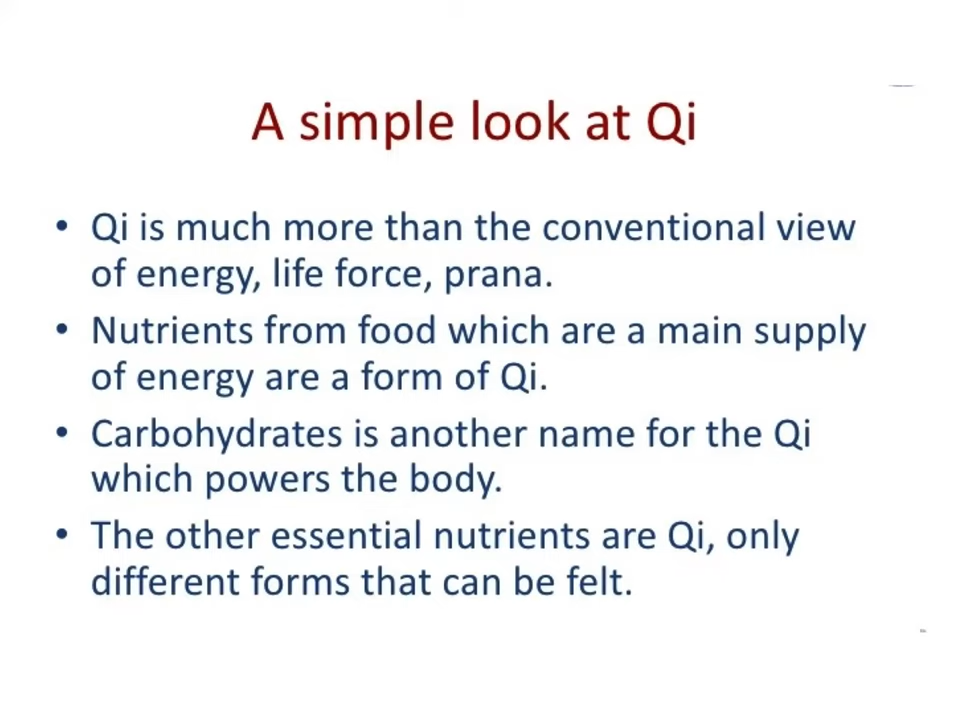 A simple look at Qi
• Qi is much more than the conventional view
of energy, life force, prana.
• Nutrients from food which are a main supply
of energy are a form of Qi.
• Carbohydrates is another name for the Qi
which powers the body.
• The other essential nutrients are Qi, only
different forms that can be felt.